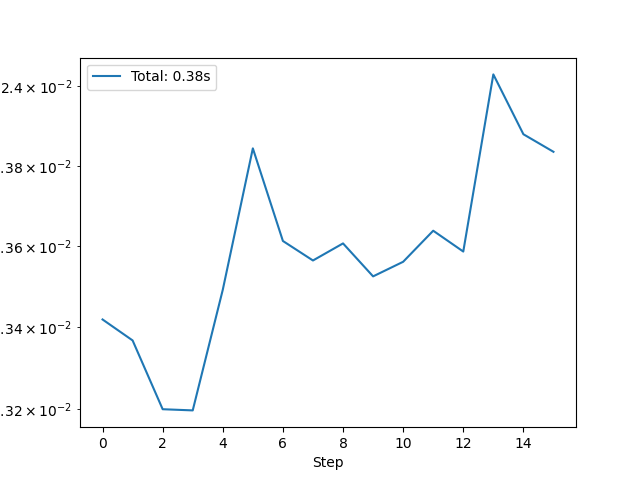 Total: 0.38s
2.4 × 10⁻²
.38 × 10⁻²
.36 × 10⁻²
.34 × 10⁻²
.32 × 10⁻²
0 2 4 6 8 10 12 14
Step